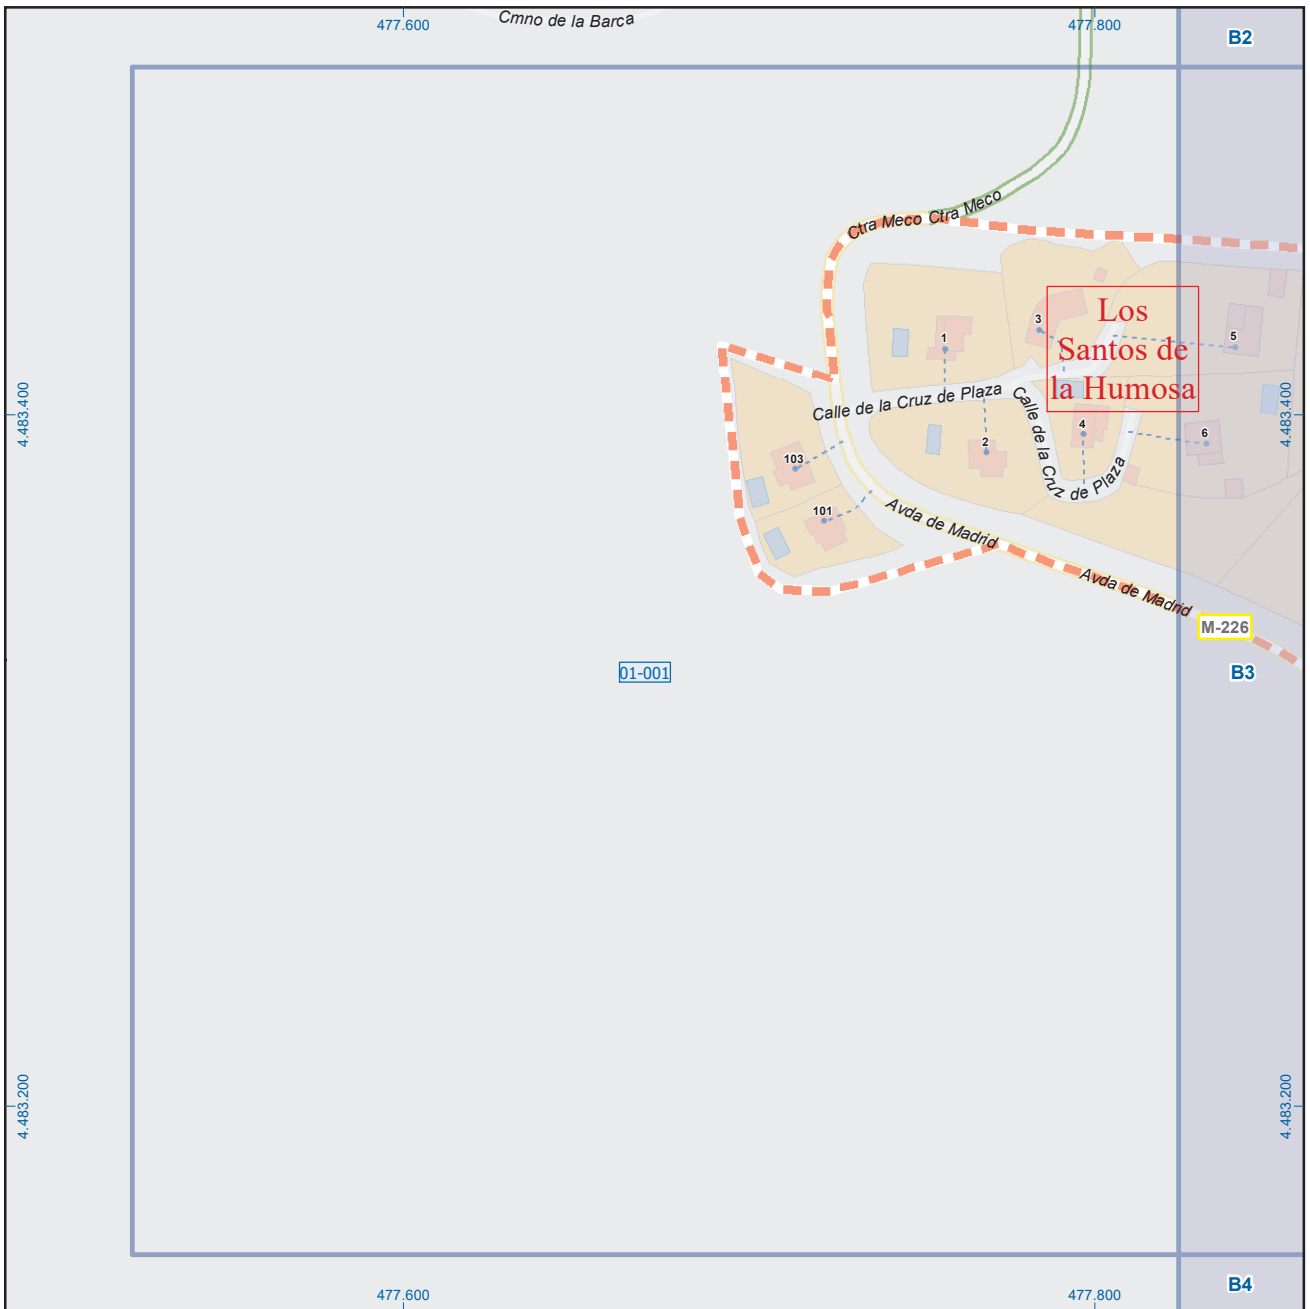 Cmno de la Barca
477.600
477.800
B2
Ctra Meco
Ctra Meco
Los
Santos de
la Humosa
3
5
1
4.483.400
4.483.400
Calle de la Cruz de Plaza
Calle de la Cruz de Plaza
4
6
2
103
101
Avda de Madrid
Avda de Madrid
M-226
01-001
B3
4.483.200
4.483.200
B4
477.600
477.800